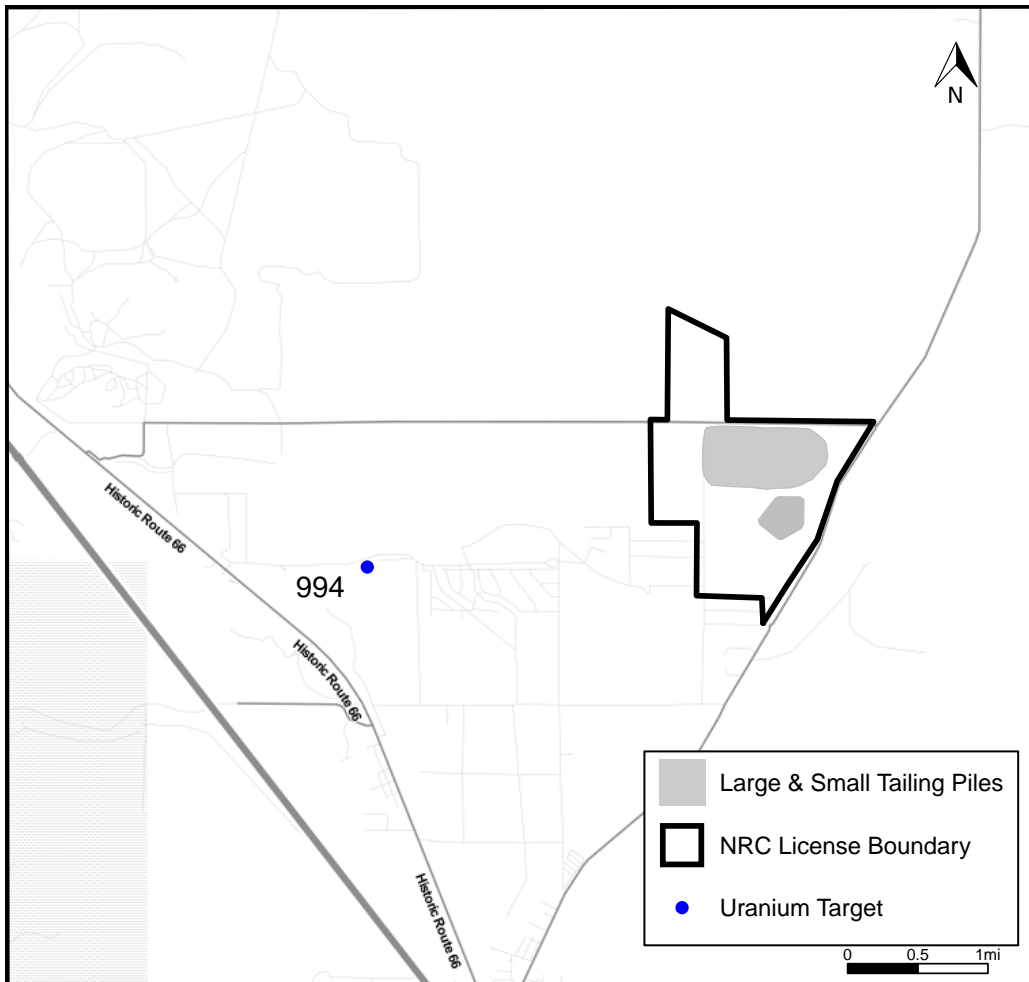 N
Historic Route 66
994
Historic Route 66
Large & Small Tailing Piles
NRC License Boundary
Historic Route 66
Uranium Target
0 0.5 1mi